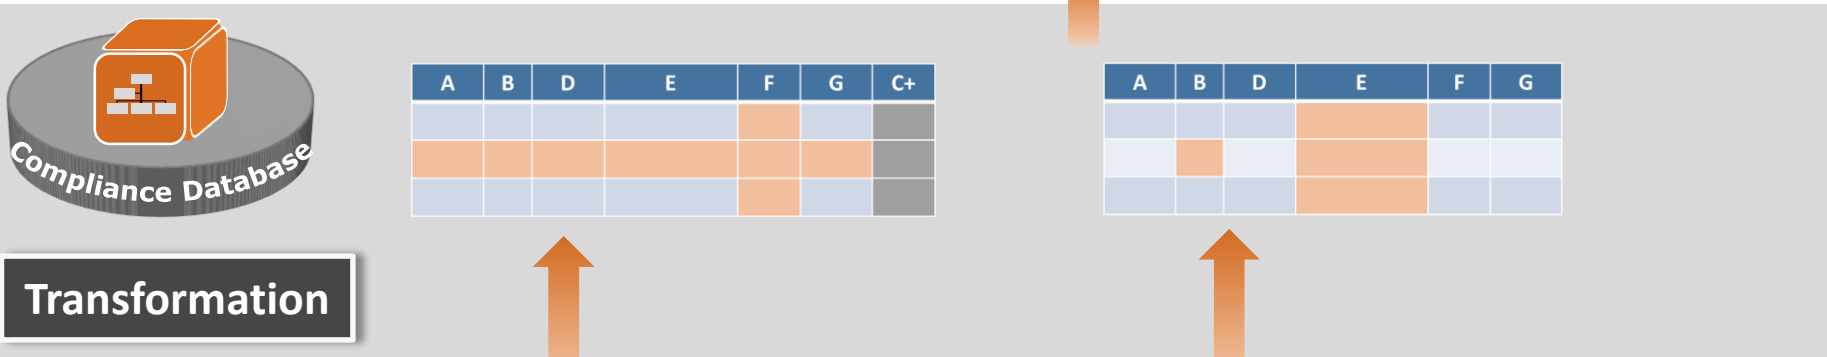 Compliance Database
A B D E F G C+
A B D E F G
Transformation